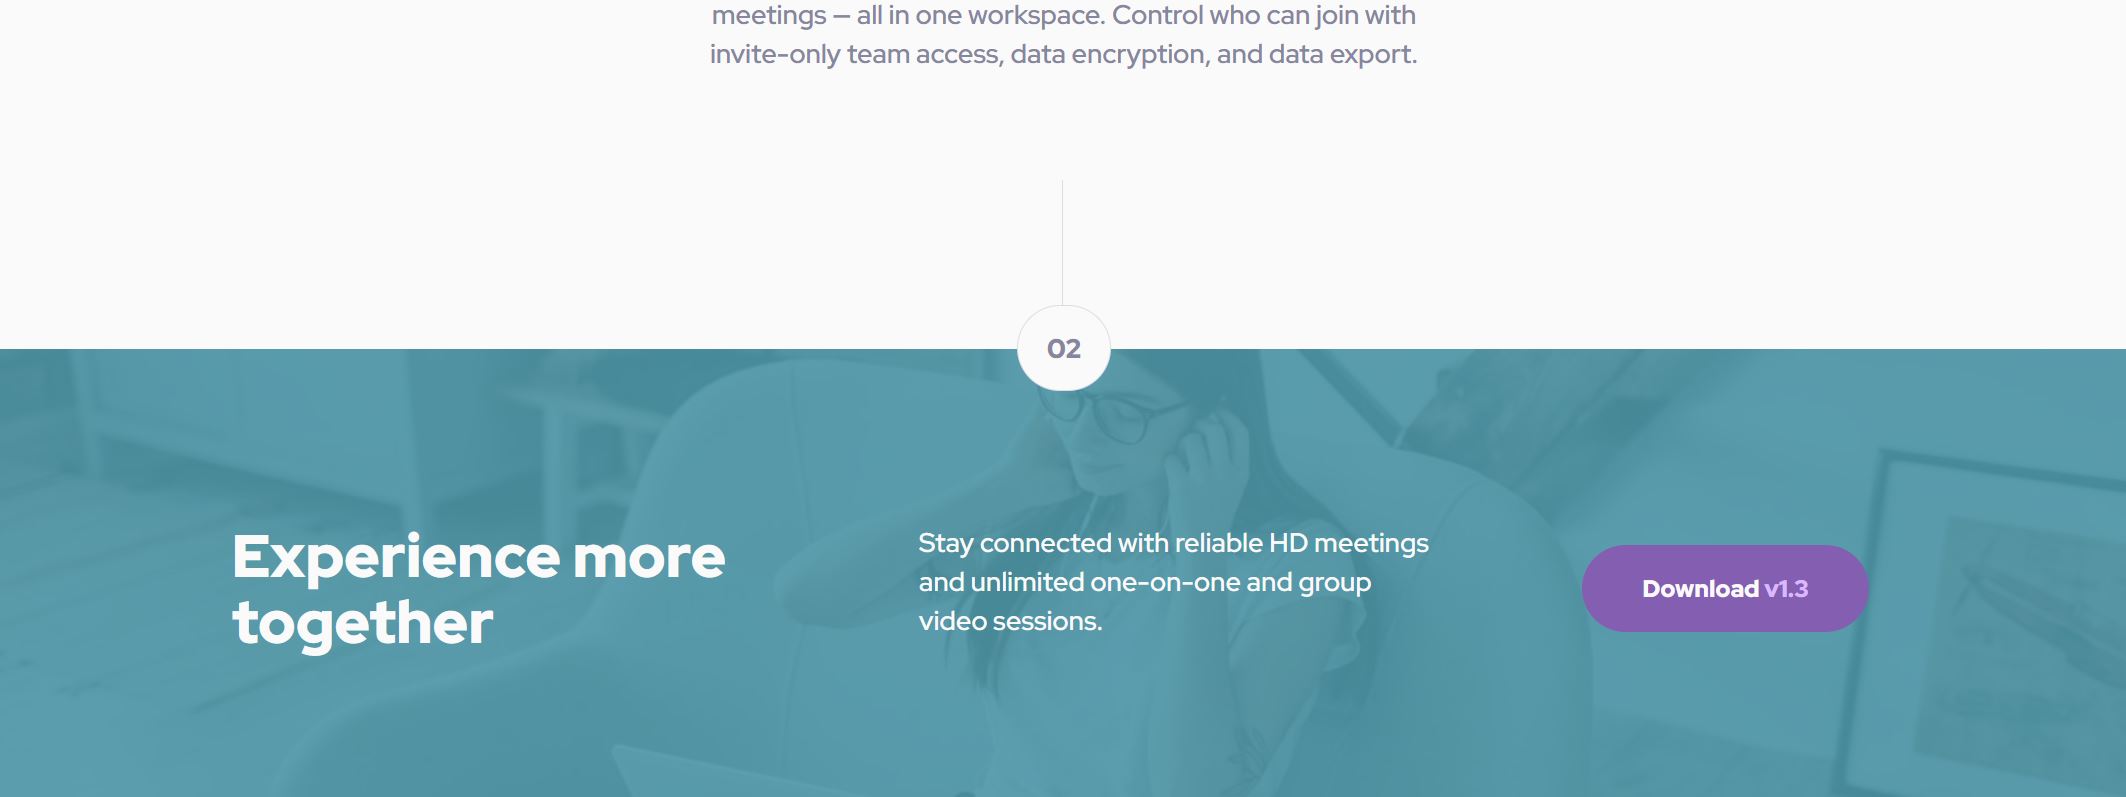 meetings – all in one workspace. Control who can join with
invite-only team access, data encryption, and data export.
02
Experience more
together
Stay connected with reliable HD meetings
and unlimited one-on-one and group
video sessions.
Download v1.3